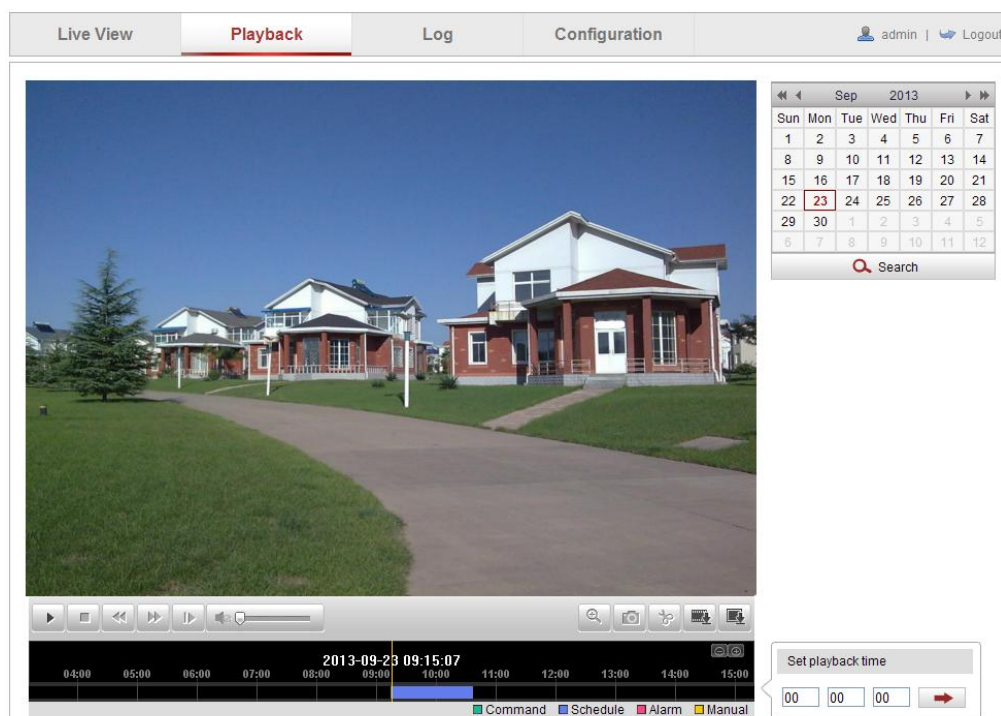 Live View Playback Log Configuration admin | Logout
Sep 2013
Sun Mon Tue Wed Thu Fri Sat
1 2 3 4 5 6 7
8 9 10 11 12 13 14
15 16 17 18 19 20 21
22 23 24 25 26 27 28
29 30 1 2 3 4 5
6 7 8 9 10 11 12
Search
2013-09-23 09:15:07
04:00 05:00 06:00 07:00 08:00 09:00 10:00 11:00 12:00 13:00 14:00 15:00
Command Schedule Alarm Manual
Set playback time
00 00 00